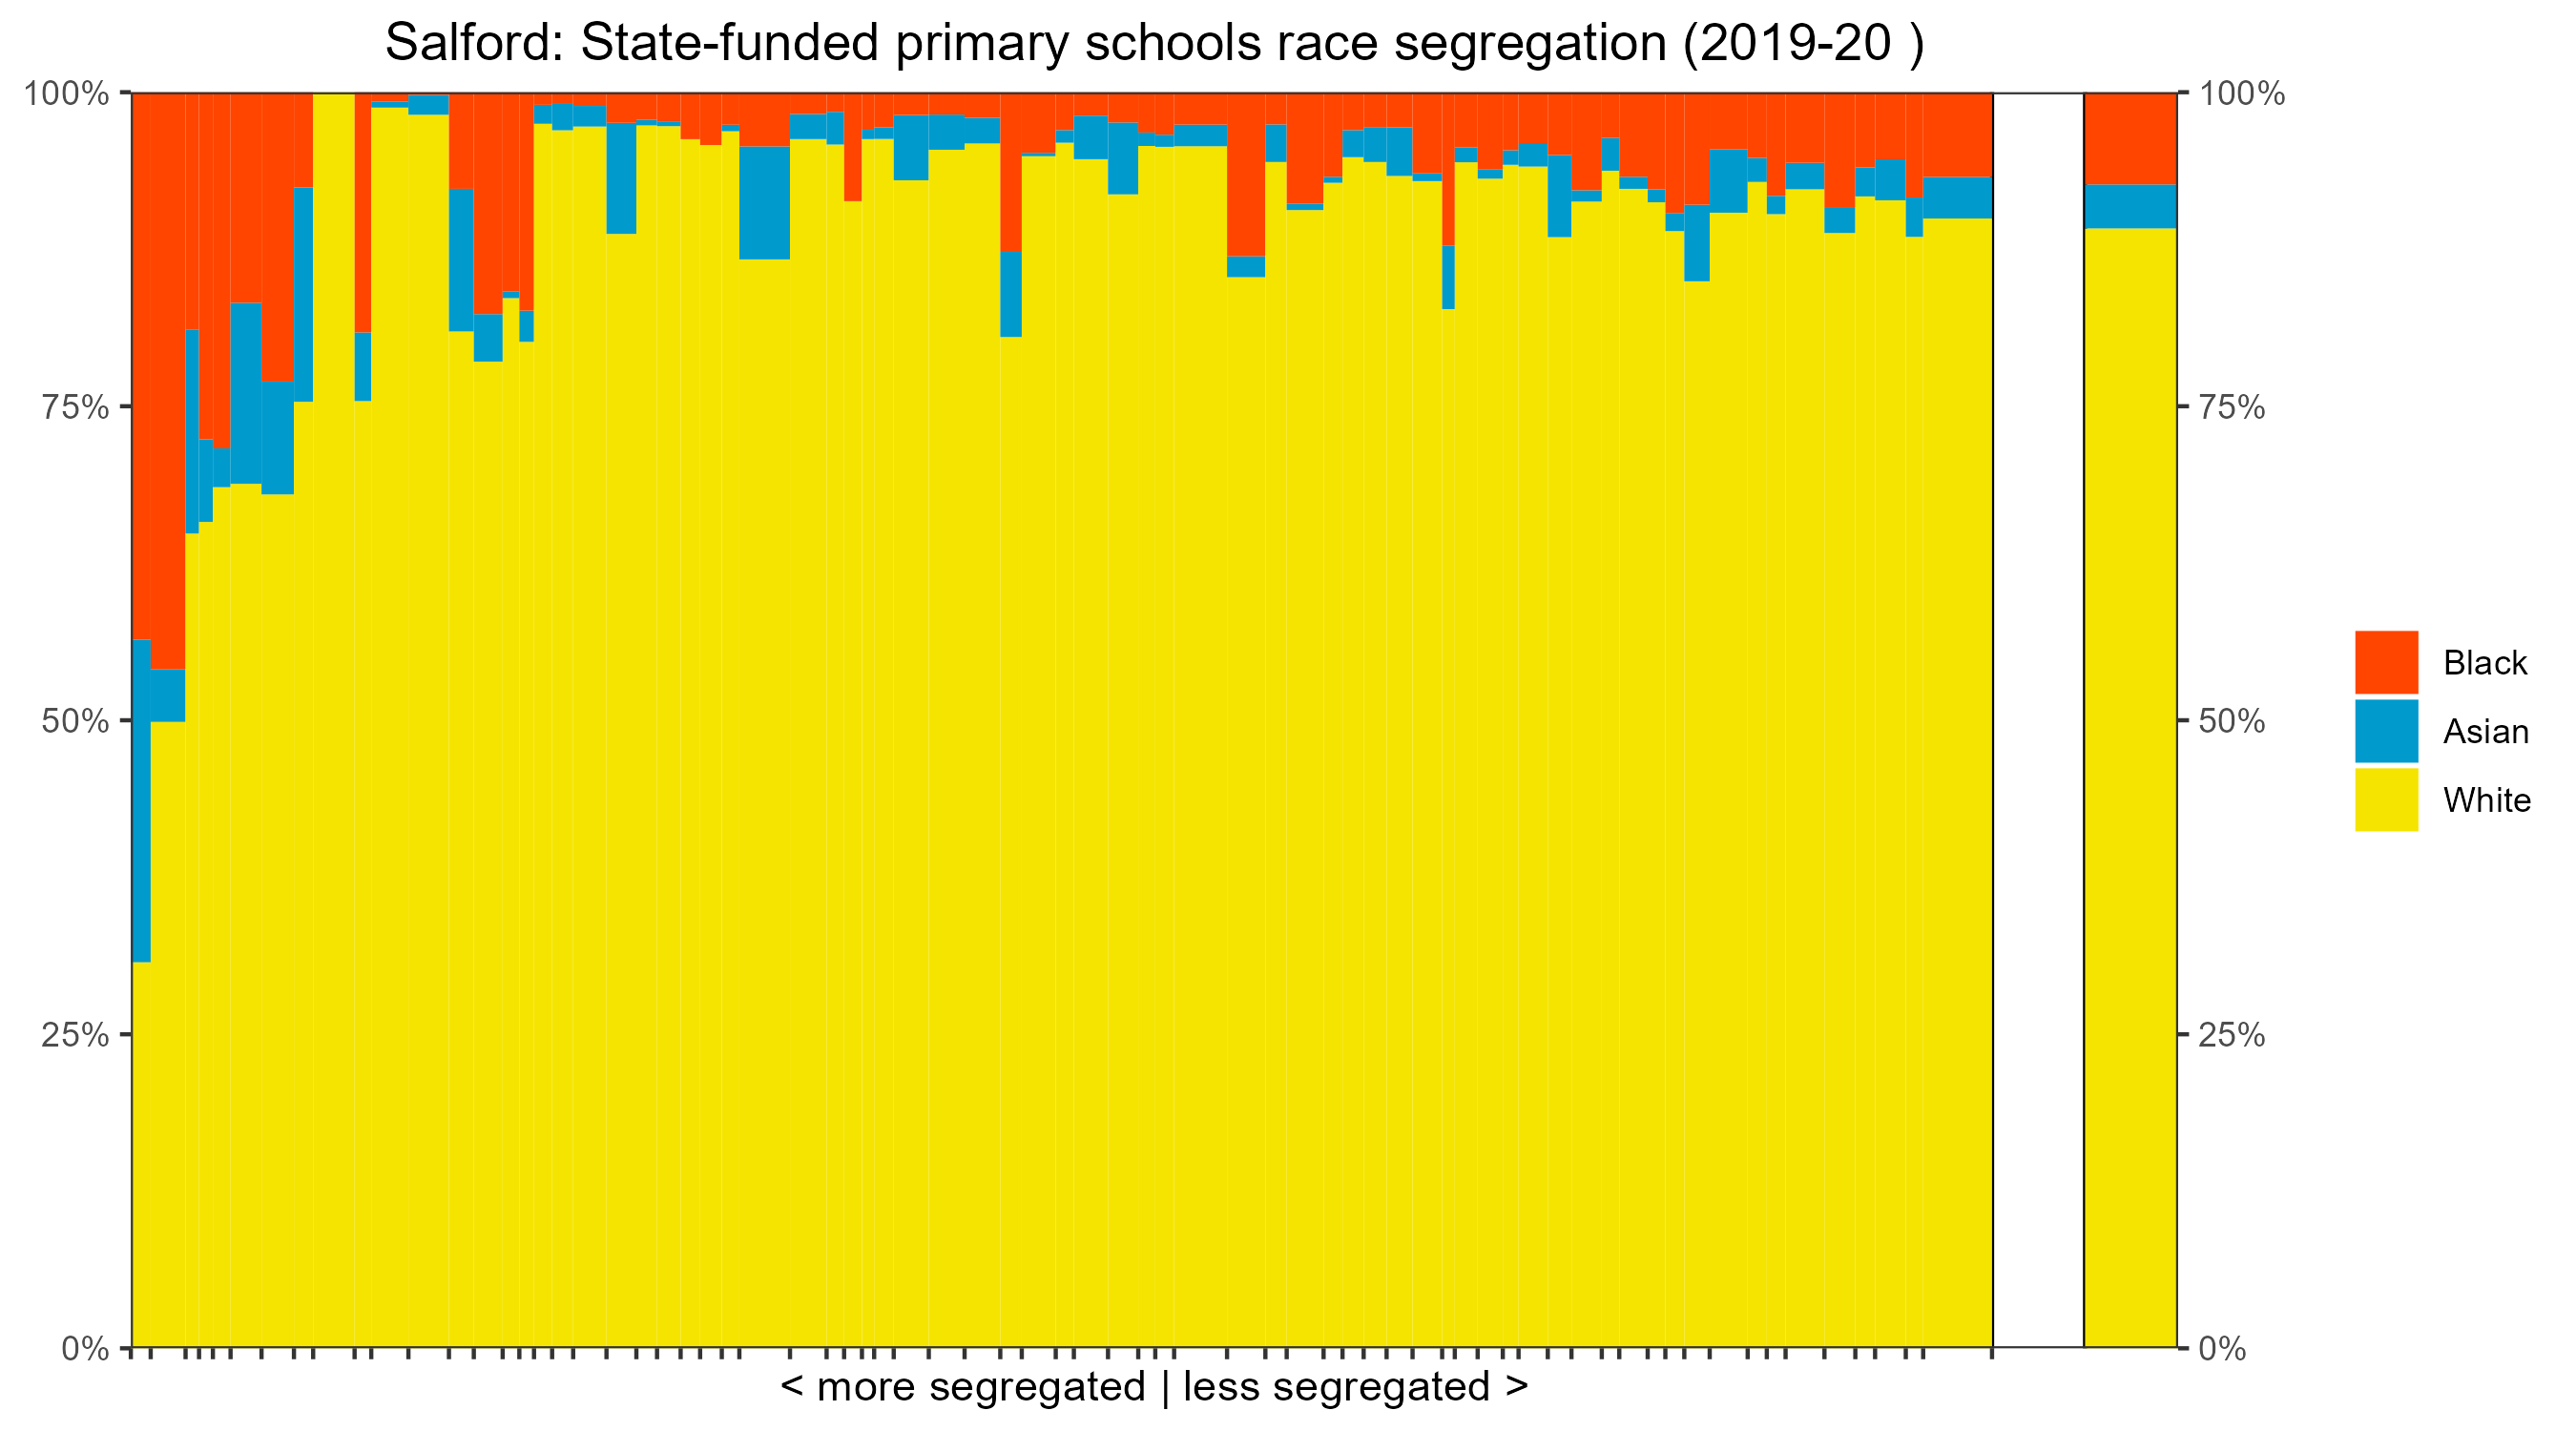 Salford: State-funded primary schools race segregation (2019-20 )
100%
75%
50%
25%
0%
100%
75%
50%
25%
0%
Black
Asian
White
< more segregated | less segregated >